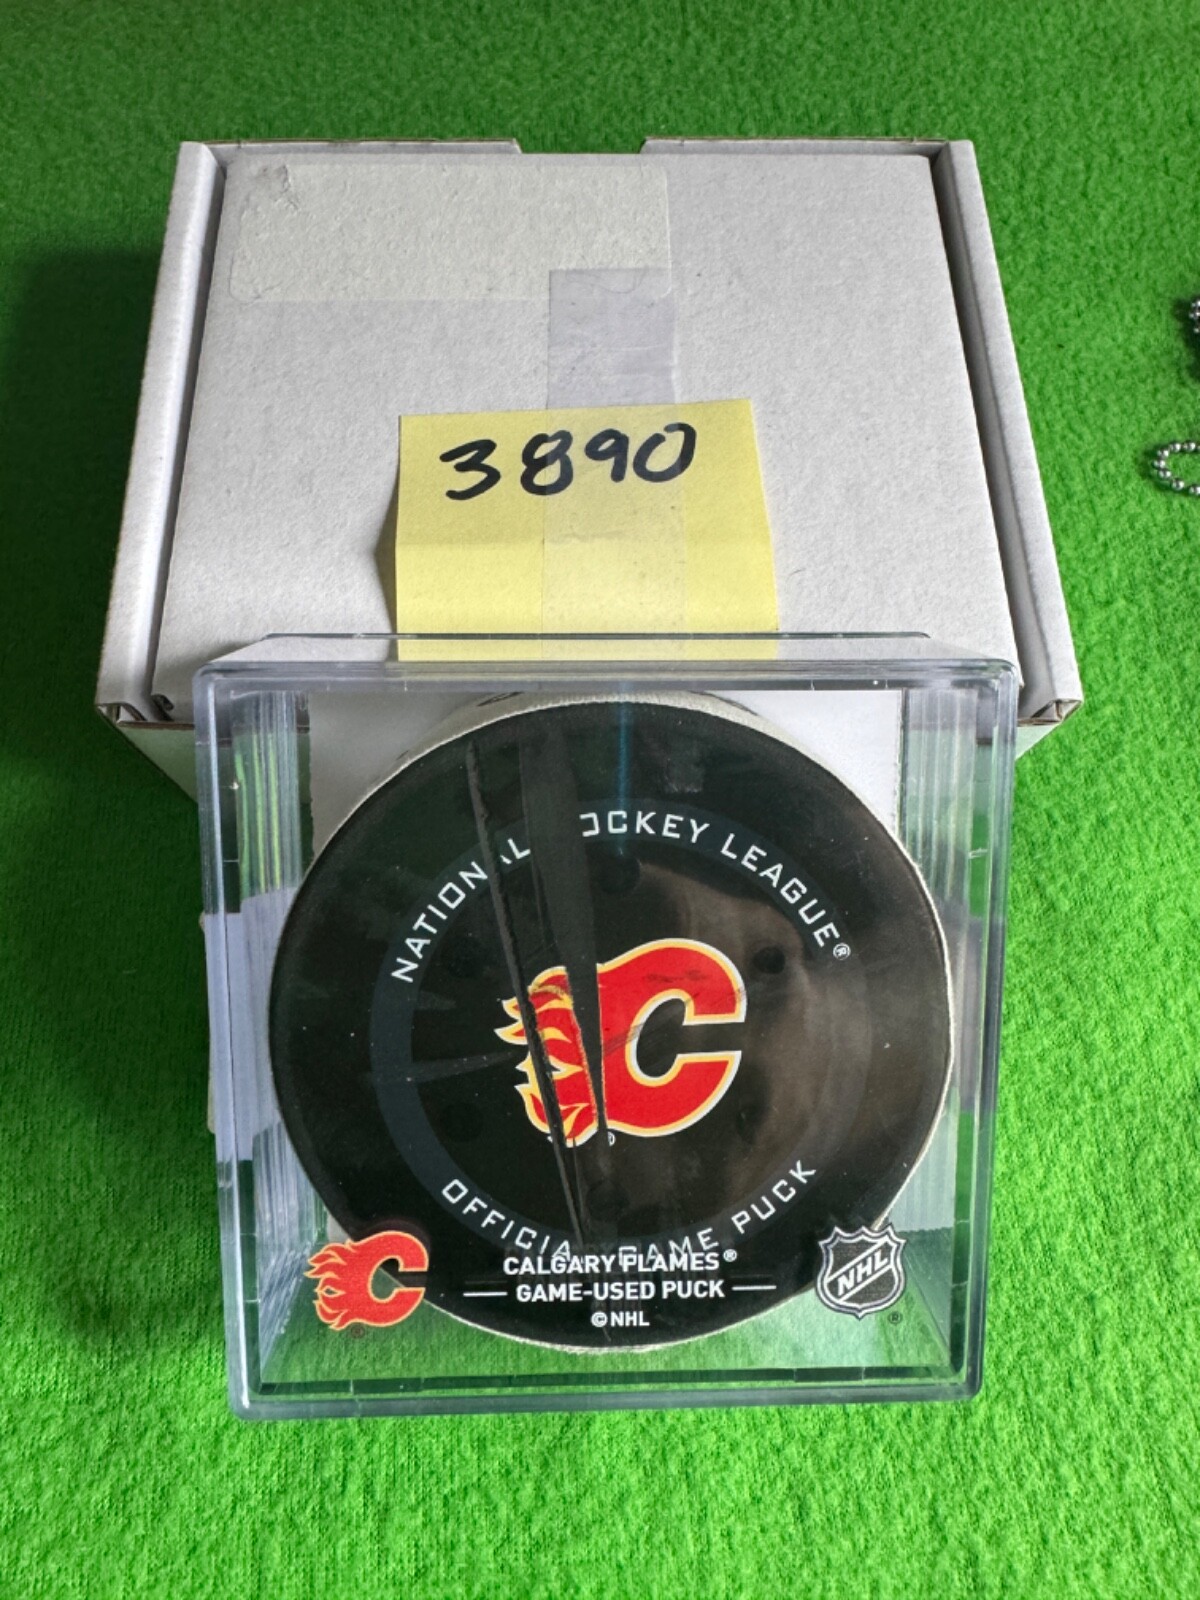 3890
NATIONAL HOCKEY LEAGUE®
OFFICIAL GAME PUCK
CALGARY FLAMES®
GAME-USED PUCK
© NHL
NHL